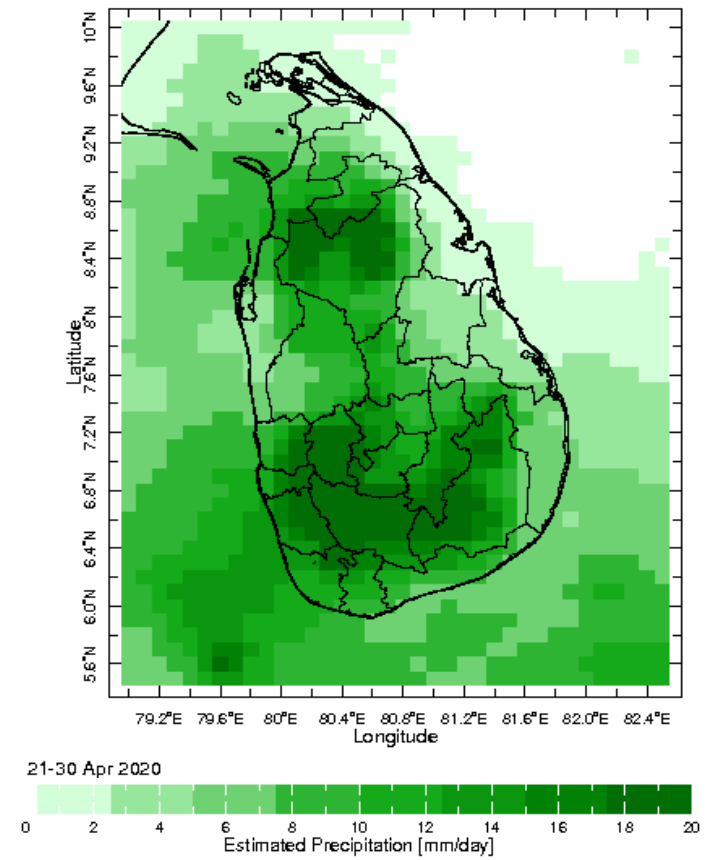 10°N
9.6°N
9.2°N
8.8°N
8.4°N
8°N
7.6°N
7.2°N
6.8°N
6.4°N
6.0°N
5.6°N
Latitude
79.2°E 79.6°E 80°E 80.4°E 80.8°E 81.2°E 81.6°E 82.0°E 82.4°E
Longitude
21-30 Apr 2020
0 2 4 6 8 10 12 14 16 18 20
Estimated Precipitation [mm/day]